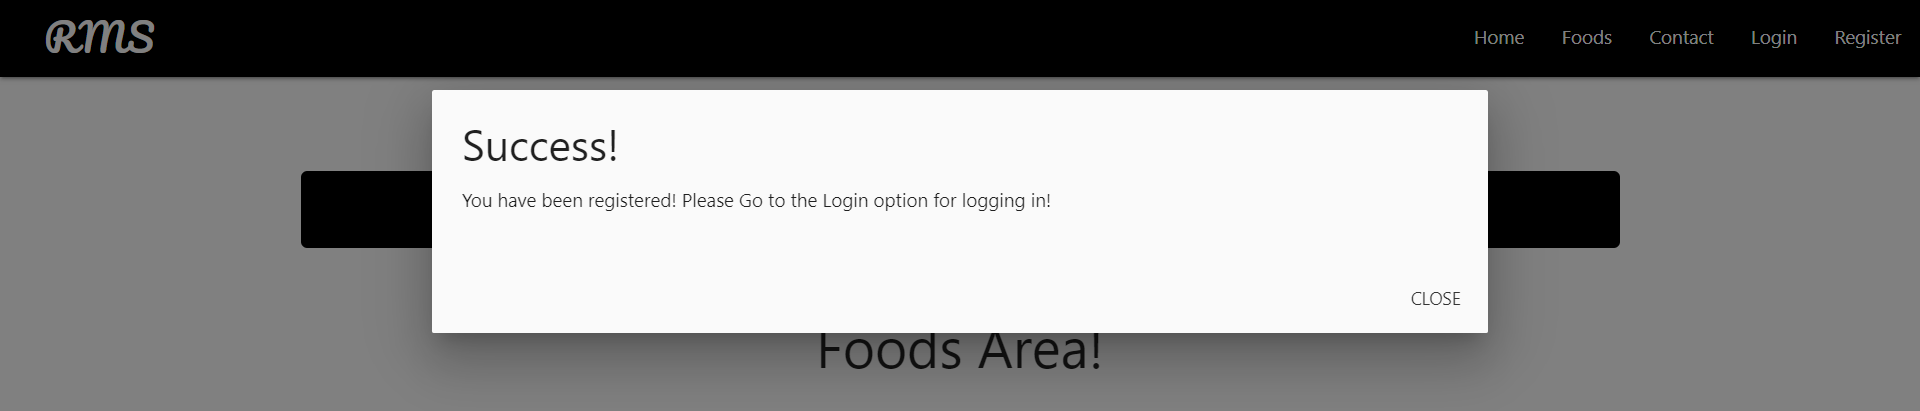 RMS
Home Foods Contact Login Register
Success!
You have been registered! Please Go to the Login option for logging in!
CLOSE
Foods Area!